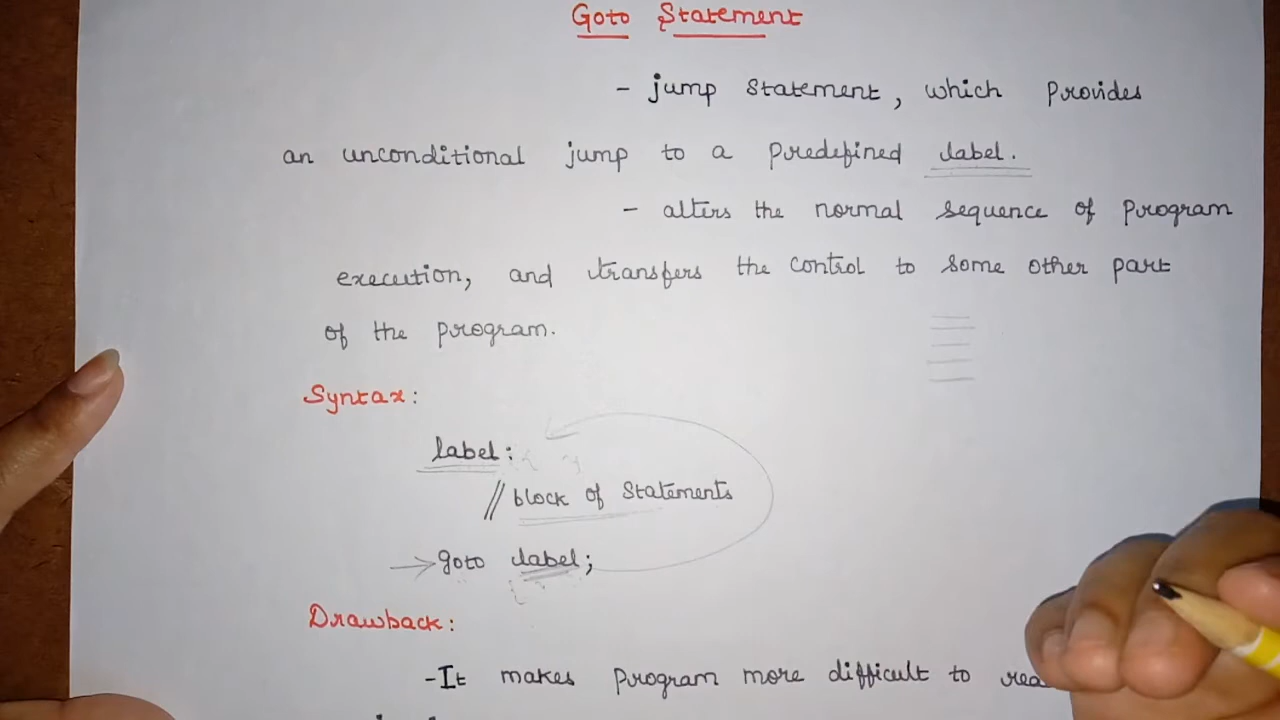 Goto Statement
- jump statement, which provides
an unconditional jump to a predefined label.
- alters the normal sequence of program
execution, and transfers the control to some other part
of the program.
Syntax:
label:
// block of statements
→ goto label;
Drawback:
- It makes program more difficult to